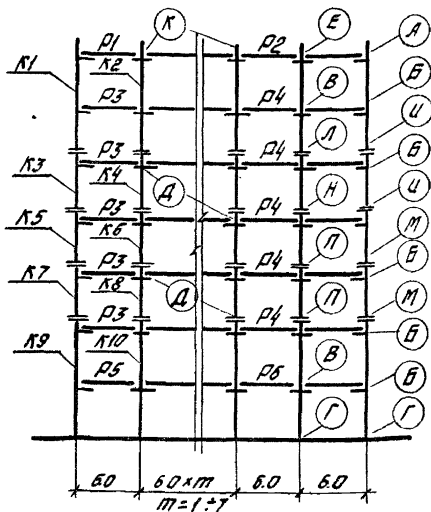 Р1 К Р2 Е А
К1 К2 Б
Р3 Р4 В
И
Р3 Р4 Л Б
К3 К4 Д И
Р3 Р4 Н
К5 К6 М
Р3 Р4 П Б
К7 К8 Д П М
Р3 Р4 Б
К9 К10 В
Р5 Р6 Б
Г Г
6.0 6.0×m 6.0 6.0
m=1÷7